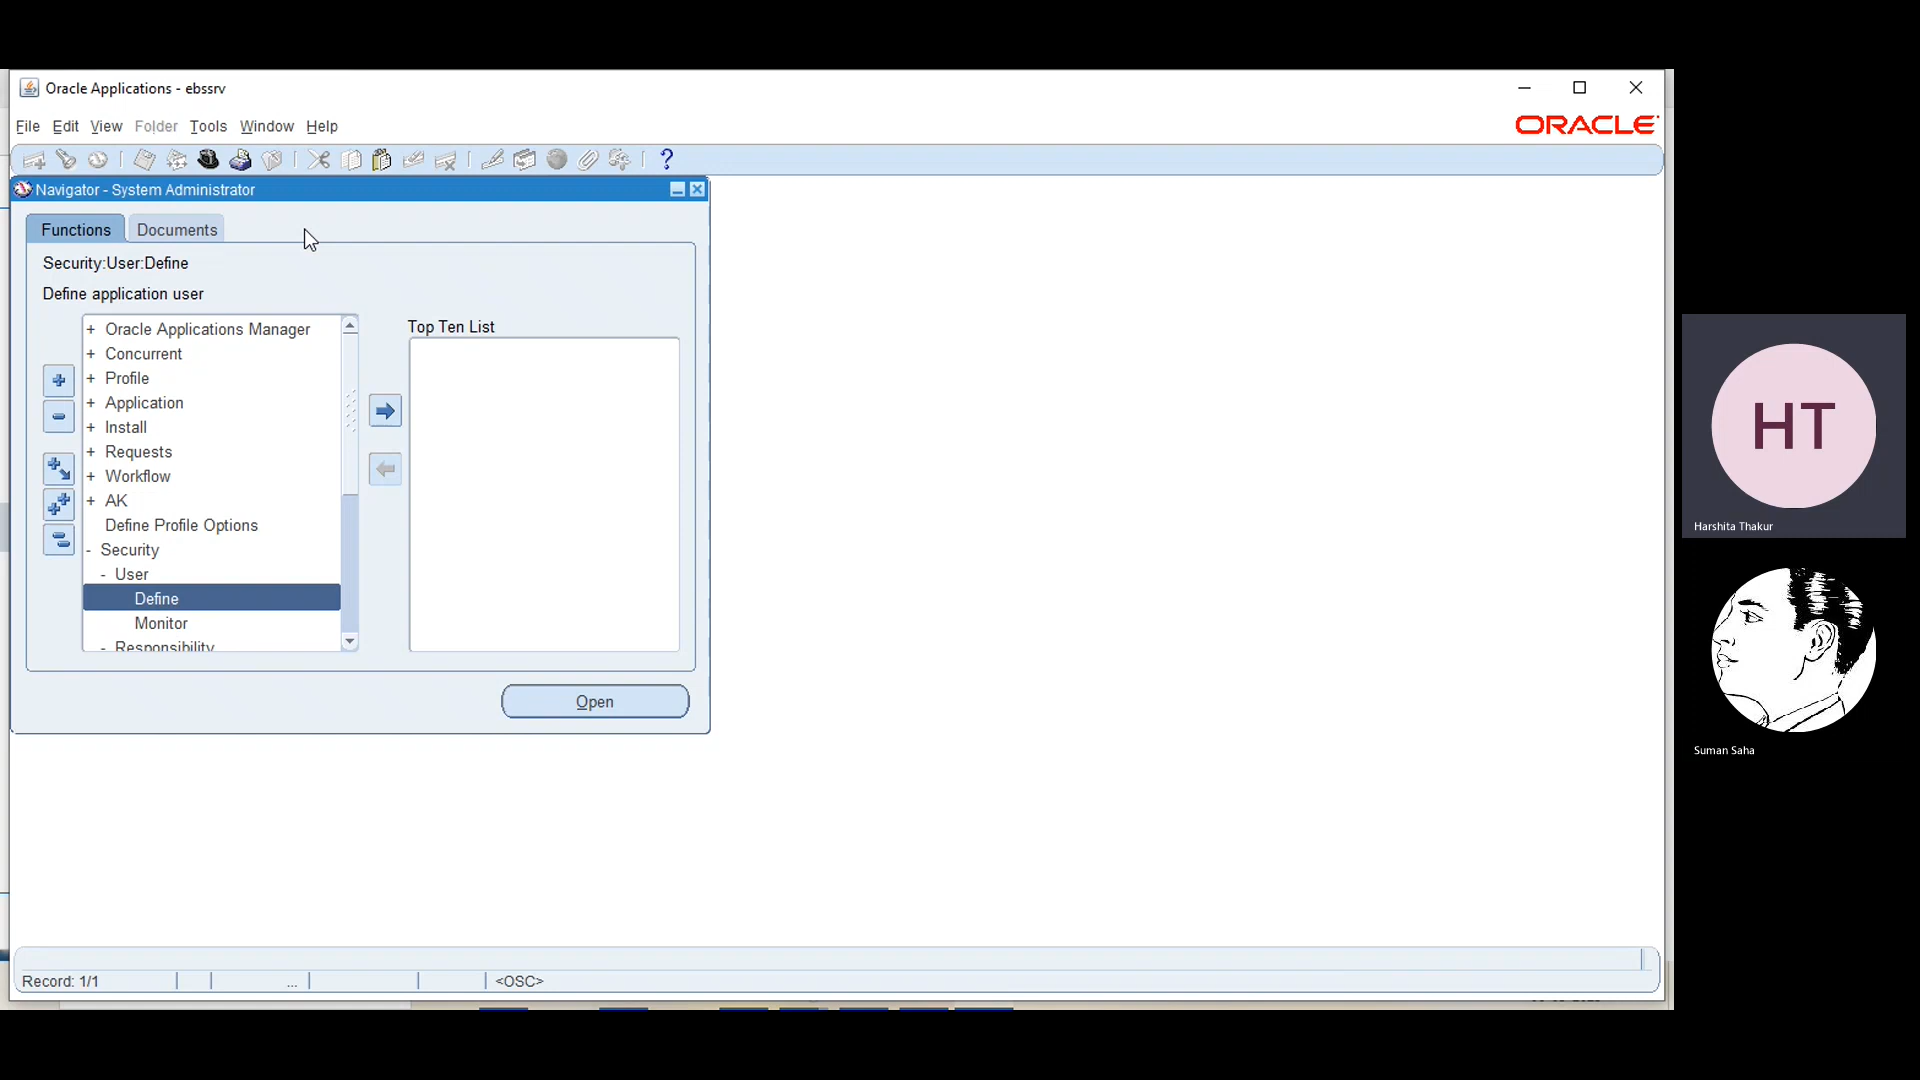 Oracle Applications - ebssrv
File Edit View Folder Tools Window Help
ORACLE
Navigator - System Administrator
Functions Documents
Security:User:Define
Define application user
+ Oracle Applications Manager
+ Concurrent
+ Profile
+ Application
+ Install
+ Requests
+ Workflow
+ AK
Define Profile Options
- Security
- User
Define
Monitor
- Responsibility
Top Ten List
Open
Record: 1/1 ... <OSC>
HT
Harshita Thakur
Suman Saha